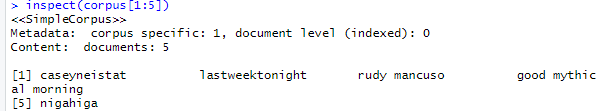 > inspect(corpus[1:5])
<<SimpleCorpus>>
Metadata:  corpus specific: 1, document level (indexed): 0
Content:  documents: 5

[1] caseyneistat       lastweektonight      rudy mancuso         good mythic
al morning
[5] nigahiga